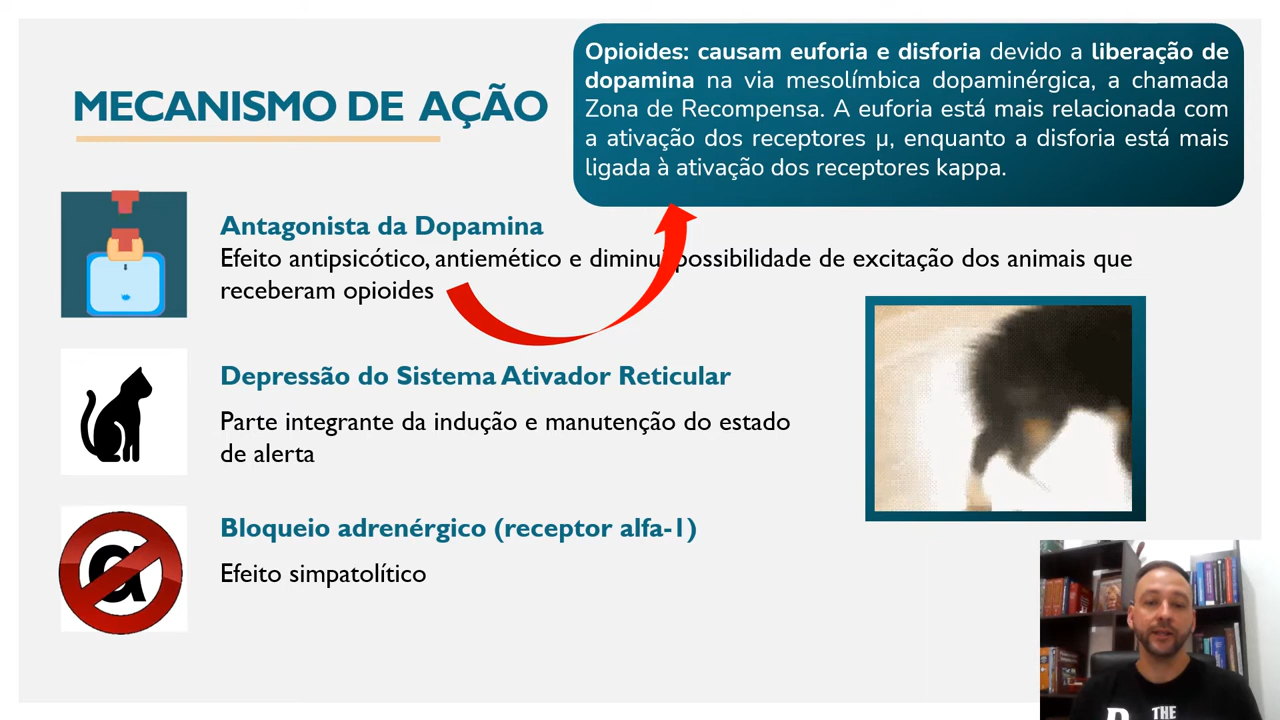 MECANISMO DE AÇÃO
Opioides: causam euforia e disforia devido a liberação de
dopamina na via mesolímbica dopaminérgica, a chamada
Zona de Recompensa. A euforia está mais relacionada com
a ativação dos receptores µ, enquanto a disforia está mais
ligada à ativação dos receptores kappa.
Antagonista da Dopamina
Efeito antipsicótico, antiemético e diminui possibilidade de excitação dos animais que
receberam opioides
Depressão do Sistema Ativador Reticular
Parte integrante da indução e manutenção do estado
de alerta
Bloqueio adrenérgico (receptor alfa-1)
α
Efeito simpatolítico
THE